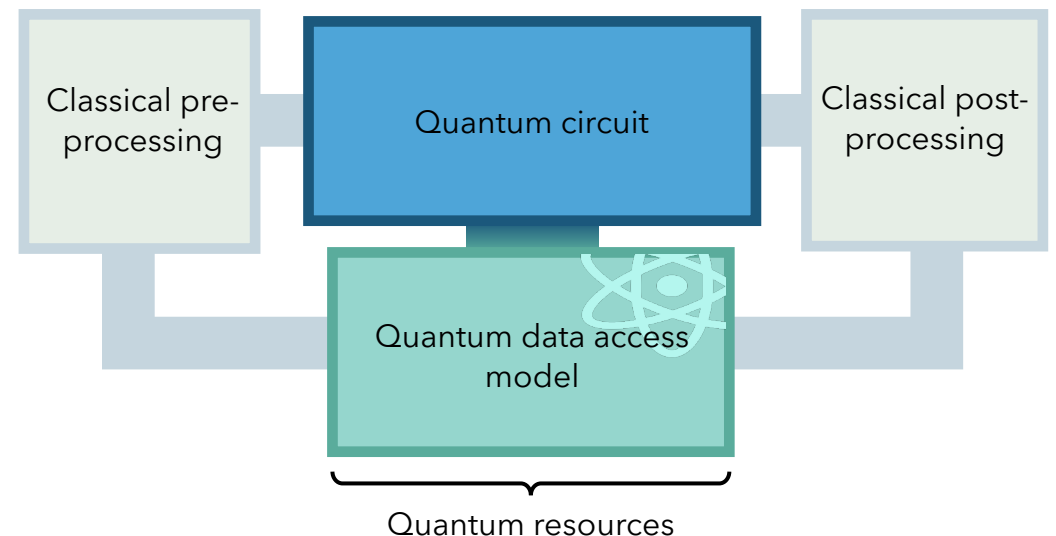 Classical pre-
processing
Quantum circuit
Classical post-
processing
Quantum data access
model
Quantum resources